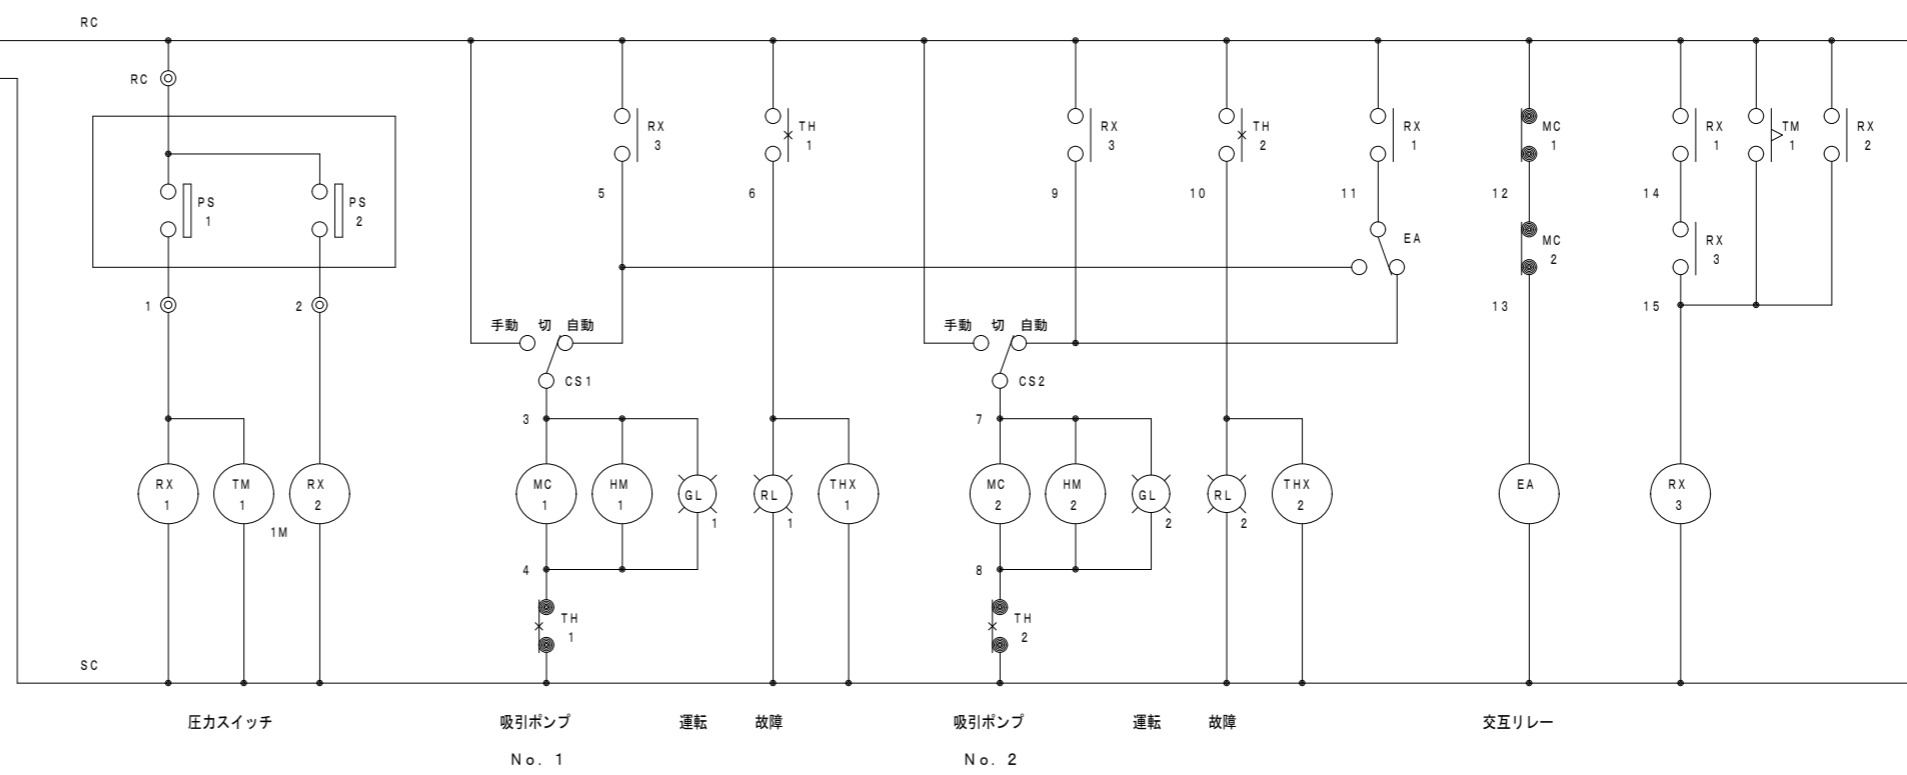 RC
RC
PS 1
PS 2
1
2
RX 1
TM 1
1M
RX 2
RX 3
TH 1
5
6
手動 切 自動
CS1
3
MC 1
HM 1
GL 1
RL 1
THX 1
4
TH 1
RX 3
TH 2
RX 1
9
10
11
EA
手動 切 自動
CS2
7
MC 2
HM 2
GL 2
RL 2
THX 2
8
TH 2
MC 1
12
MC 2
13
EA
RX 1
TM 1
RX 2
14
RX 3
15
RX 3
SC
圧力スイッチ
吸引ポンプ
No. 1
運転
故障
吸引ポンプ
No. 2
運転
故障
交互リレー